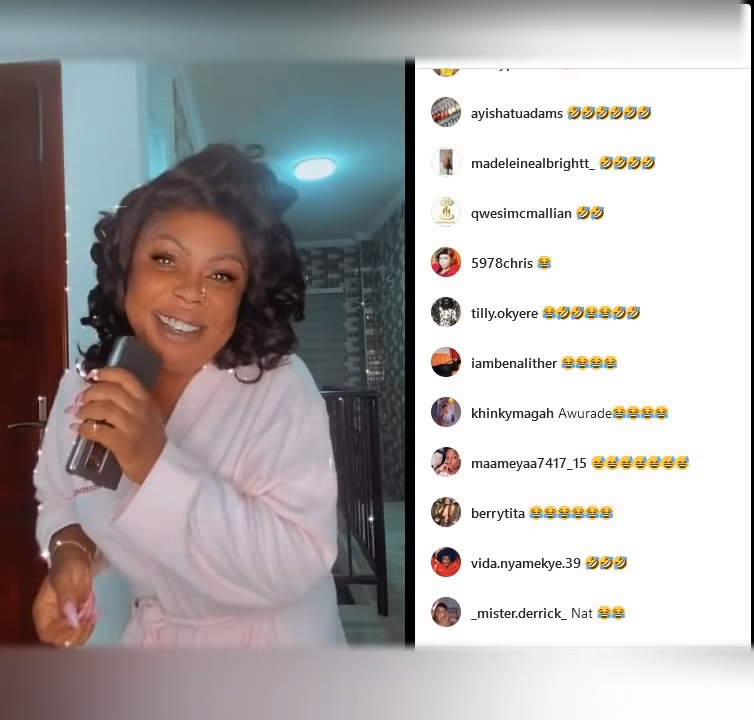 ayishatuadams 🤣🤣🤣🤣🤣🤣
madeleinealbrightt_ 🤣🤣🤣🤣
qwesimcmallian 🤣🤣
5978chris 😂
tilly.okyere 😂🤣🤣😂😂🤣🤣
iambenalither 😂😂😂😂
khinkymagah Awurade😂😂😂😂
maameyaa7417_15 😅😅😅😅😅😅😅
berrytita 😂😂😂😂😂😂
vida.nyamekye.39 🤣🤣🤣
_mister.derrick_ Nat 😂😂